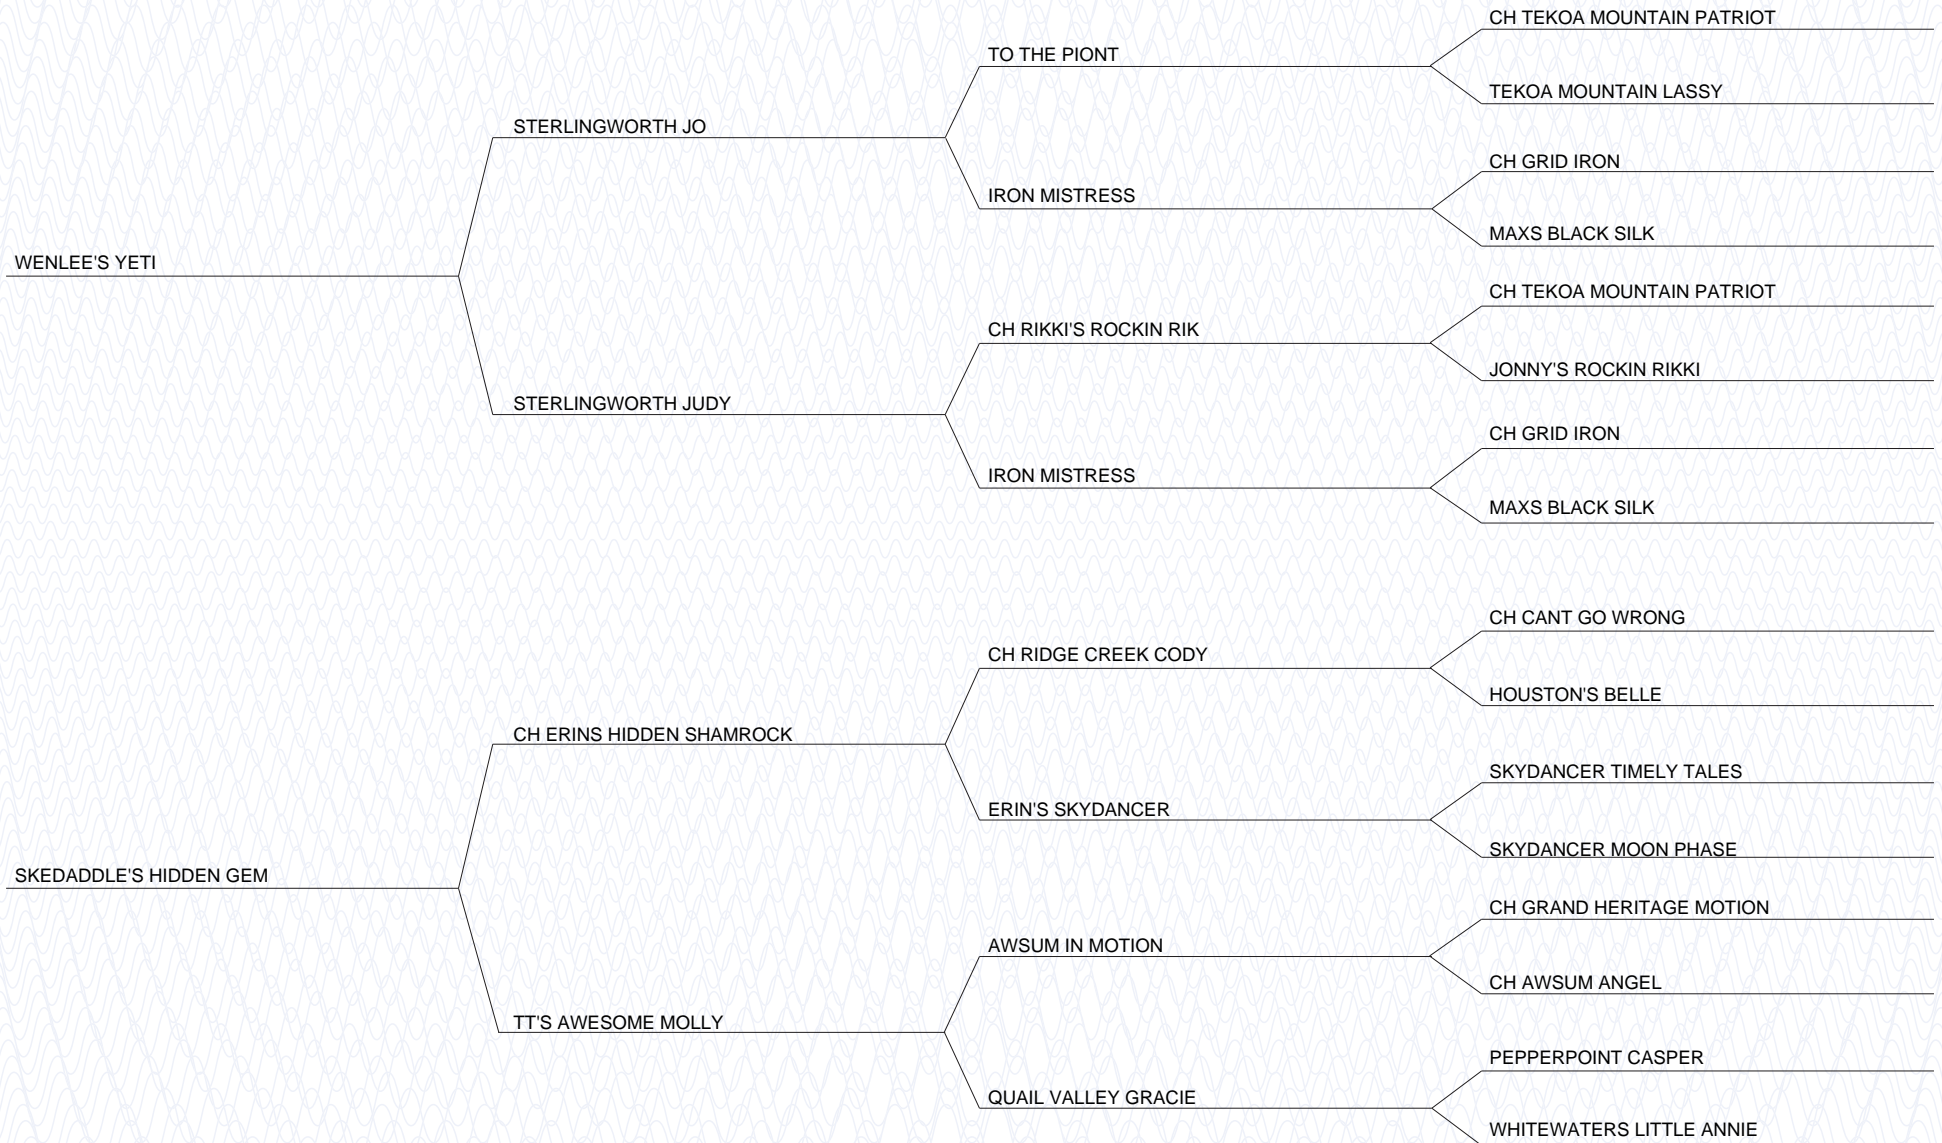 CH TEKOA MOUNTAIN PATRIOT
TO THE PIONT
TEKOA MOUNTAIN LASSY
STERLINGWORTH JO
CH GRID IRON
IRON MISTRESS
MAXS BLACK SILK
WENLEE'S YETI
CH TEKOA MOUNTAIN PATRIOT
CH RIKKI'S ROCKIN RIK
JONNY'S ROCKIN RIKKI
STERLINGWORTH JUDY
CH GRID IRON
IRON MISTRESS
MAXS BLACK SILK
CH CANT GO WRONG
CH RIDGE CREEK CODY
HOUSTON'S BELLE
CH ERINS HIDDEN SHAMROCK
SKYDANCER TIMELY TALES
ERIN'S SKYDANCER
SKYDANCER MOON PHASE
SKEDADDLE'S HIDDEN GEM
CH GRAND HERITAGE MOTION
AWSUM IN MOTION
CH AWSUM ANGEL
TT'S AWESOME MOLLY
PEPPERPOINT CASPER
QUAIL VALLEY GRACIE
WHITEWATERS LITTLE ANNIE